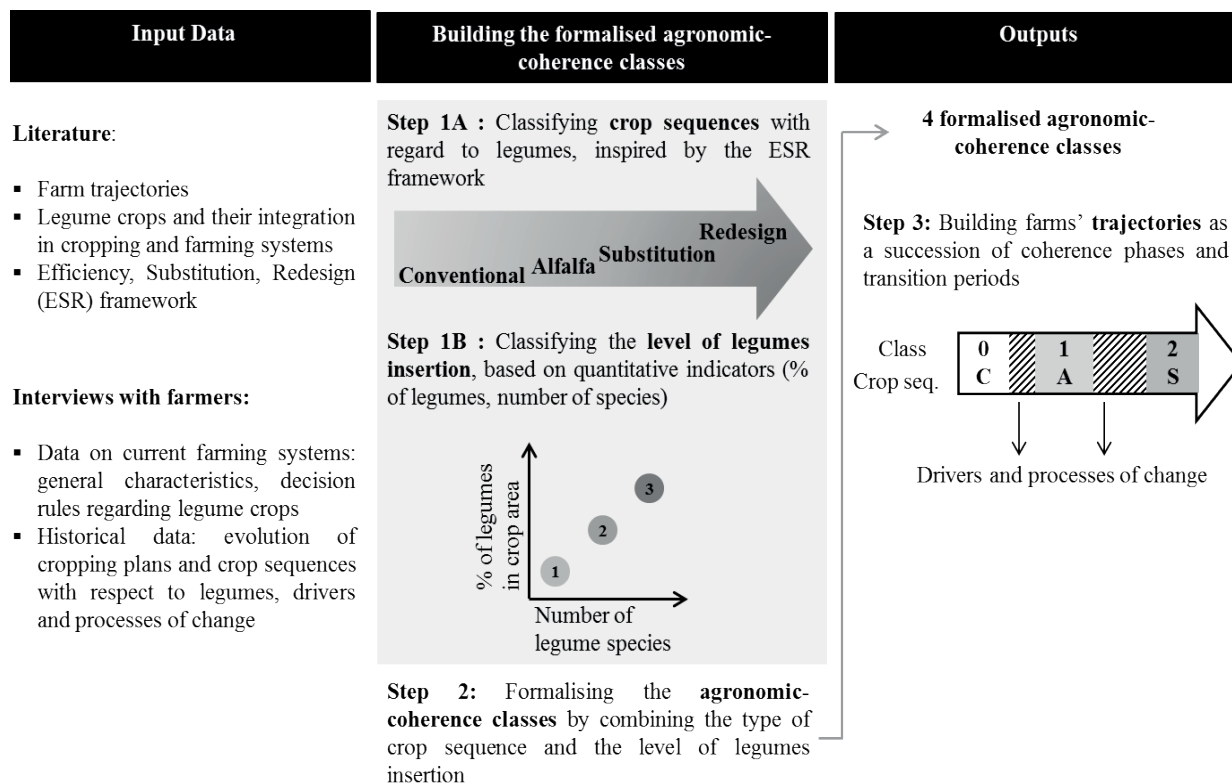 Input Data
Literature:
▪ Farm trajectories
▪ Legume crops and their integration
in cropping and farming systems
▪ Efficiency, Substitution, Redesign
(ESR) framework
Interviews with farmers:
▪ Data on current farming systems:
general characteristics, decision
rules regarding legume crops
▪ Historical data: evolution of
cropping plans and crop sequences
with respect to legumes, drivers
and processes of change
Building the formalised agronomic-
coherence classes
Step 1A : Classifying crop sequences with
regard to legumes, inspired by the ESR
framework
Conventional Alfalfa Substitution Redesign
Step 1B : Classifying the level of legumes
insertion, based on quantitative indicators (%
of legumes, number of species)
% of legumes
in crop area
1
2
3
Number of
legume species
Step 2: Formalising the agronomic-
coherence classes by combining the type of
crop sequence and the level of legumes
insertion
Outputs
4 formalised agronomic-
coherence classes
Step 3: Building farms’ trajectories as
a succession of coherence phases and
transition periods
Class 0 1 2
Crop seq. C A S
Drivers and processes of change